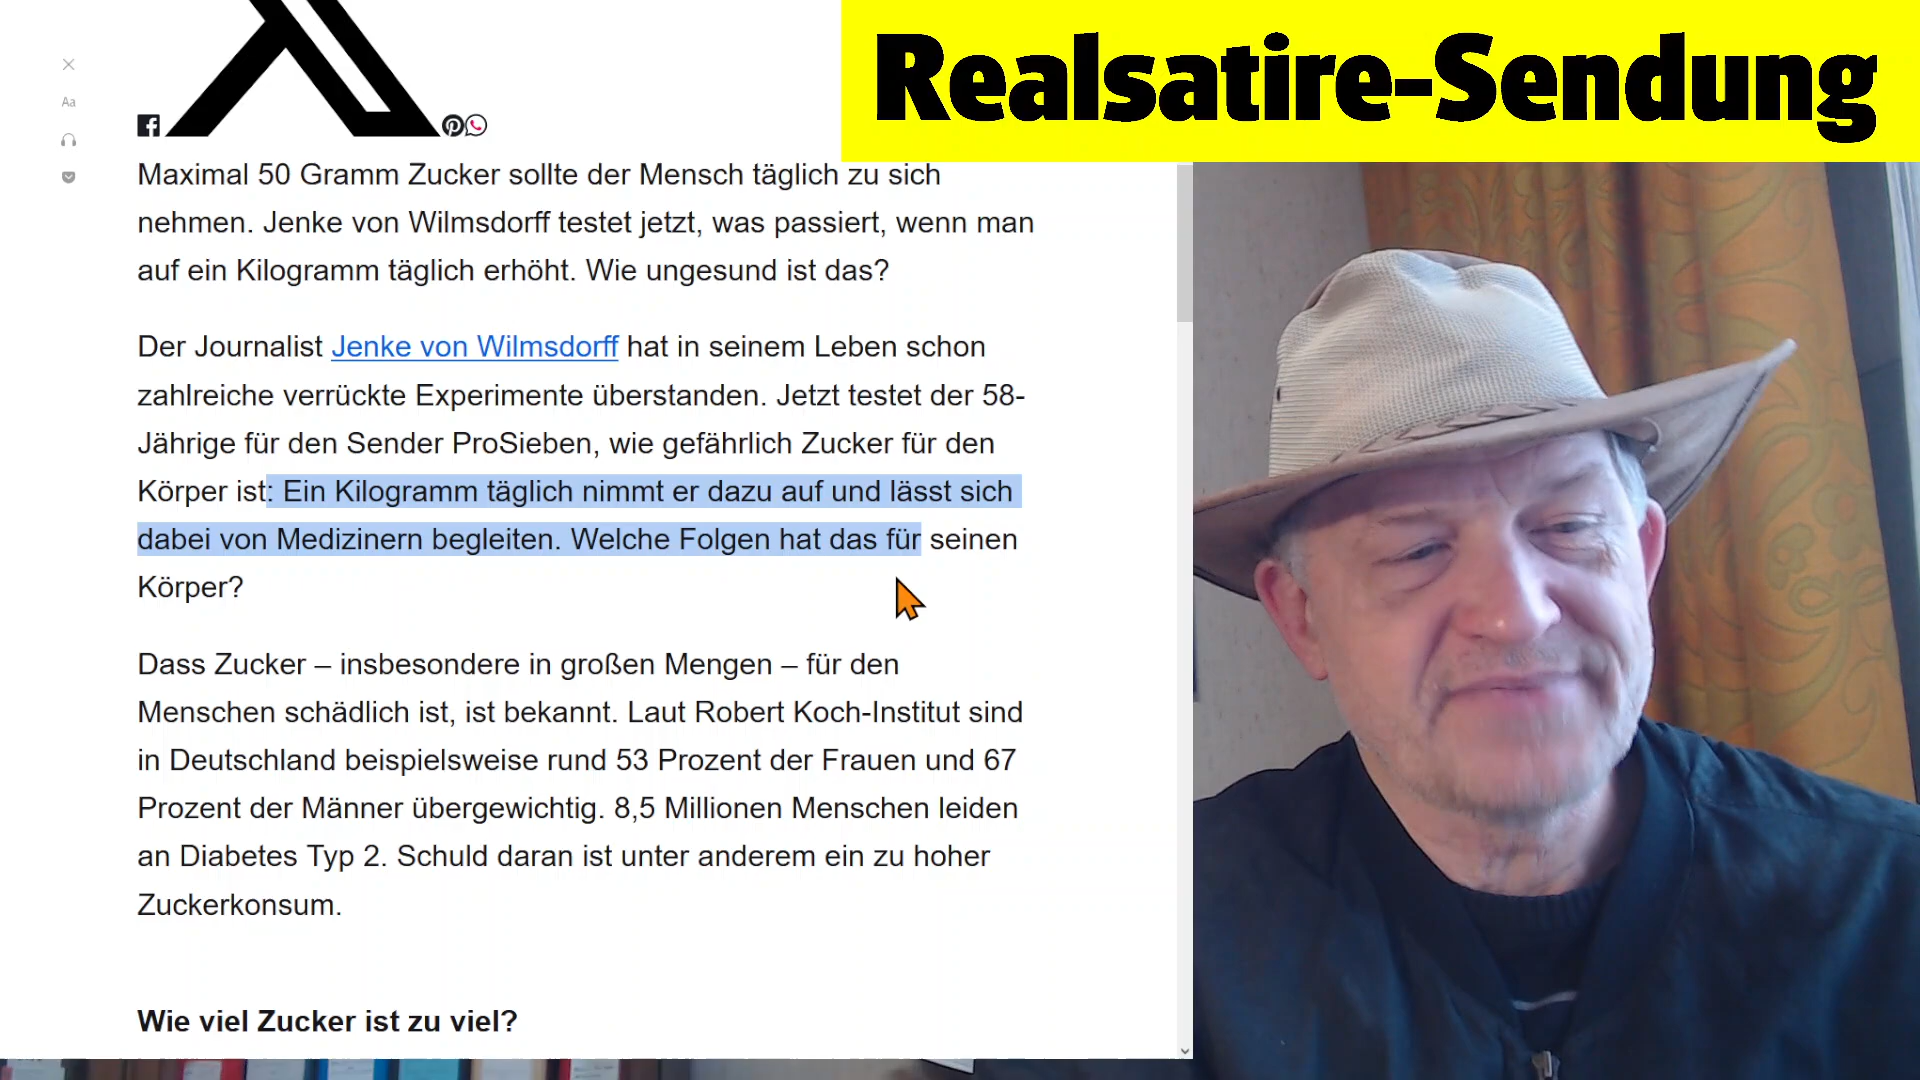 Realsatire-Sendung
Aa
Maximal 50 Gramm Zucker sollte der Mensch täglich zu sich
nehmen. Jenke von Wilmsdorff testet jetzt, was passiert, wenn man
auf ein Kilogramm täglich erhöht. Wie ungesund ist das?
Der Journalist Jenke von Wilmsdorff hat in seinem Leben schon
zahlreiche verrückte Experimente überstanden. Jetzt testet der 58-
Jährige für den Sender ProSieben, wie gefährlich Zucker für den
Körper ist: Ein Kilogramm täglich nimmt er dazu auf und lässt sich
dabei von Medizinern begleiten. Welche Folgen hat das für seinen
Körper?
Dass Zucker – insbesondere in großen Mengen – für den
Menschen schädlich ist, ist bekannt. Laut Robert Koch-Institut sind
in Deutschland beispielsweise rund 53 Prozent der Frauen und 67
Prozent der Männer übergewichtig. 8,5 Millionen Menschen leiden
an Diabetes Typ 2. Schuld daran ist unter anderem ein zu hoher
Zuckerkonsum.
Wie viel Zucker ist zu viel?